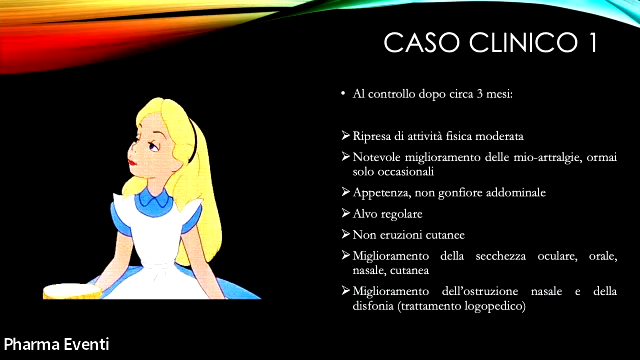 CASO CLINICO 1
• Al controllo dopo circa 3 mesi:
➢ Ripresa di attività fisica moderata
➢ Notevole miglioramento delle mio-artralgie, ormai
solo occasionali
➢ Appetenza, non gonfiore addominale
➢ Alvo regolare
➢ Non eruzioni cutanee
➢ Miglioramento della secchezza oculare, orale,
nasale, cutanea
➢ Miglioramento dell'ostruzione nasale e della
disfonia (trattamento logopedico)
Pharma Eventi